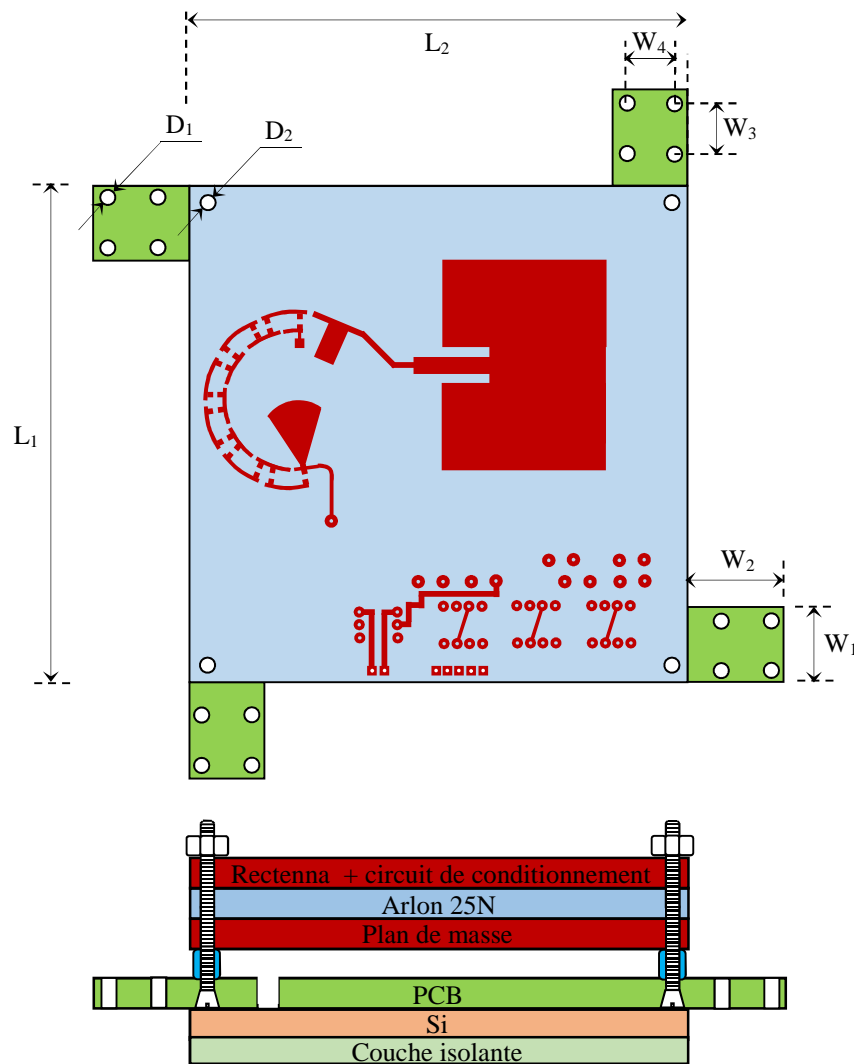 L2
W4
D1
D2
W3
L1
W2
W1
Rectenna + circuit de conditionnement
Arlon 25N
Plan de masse
PCB
Si
Couche isolante